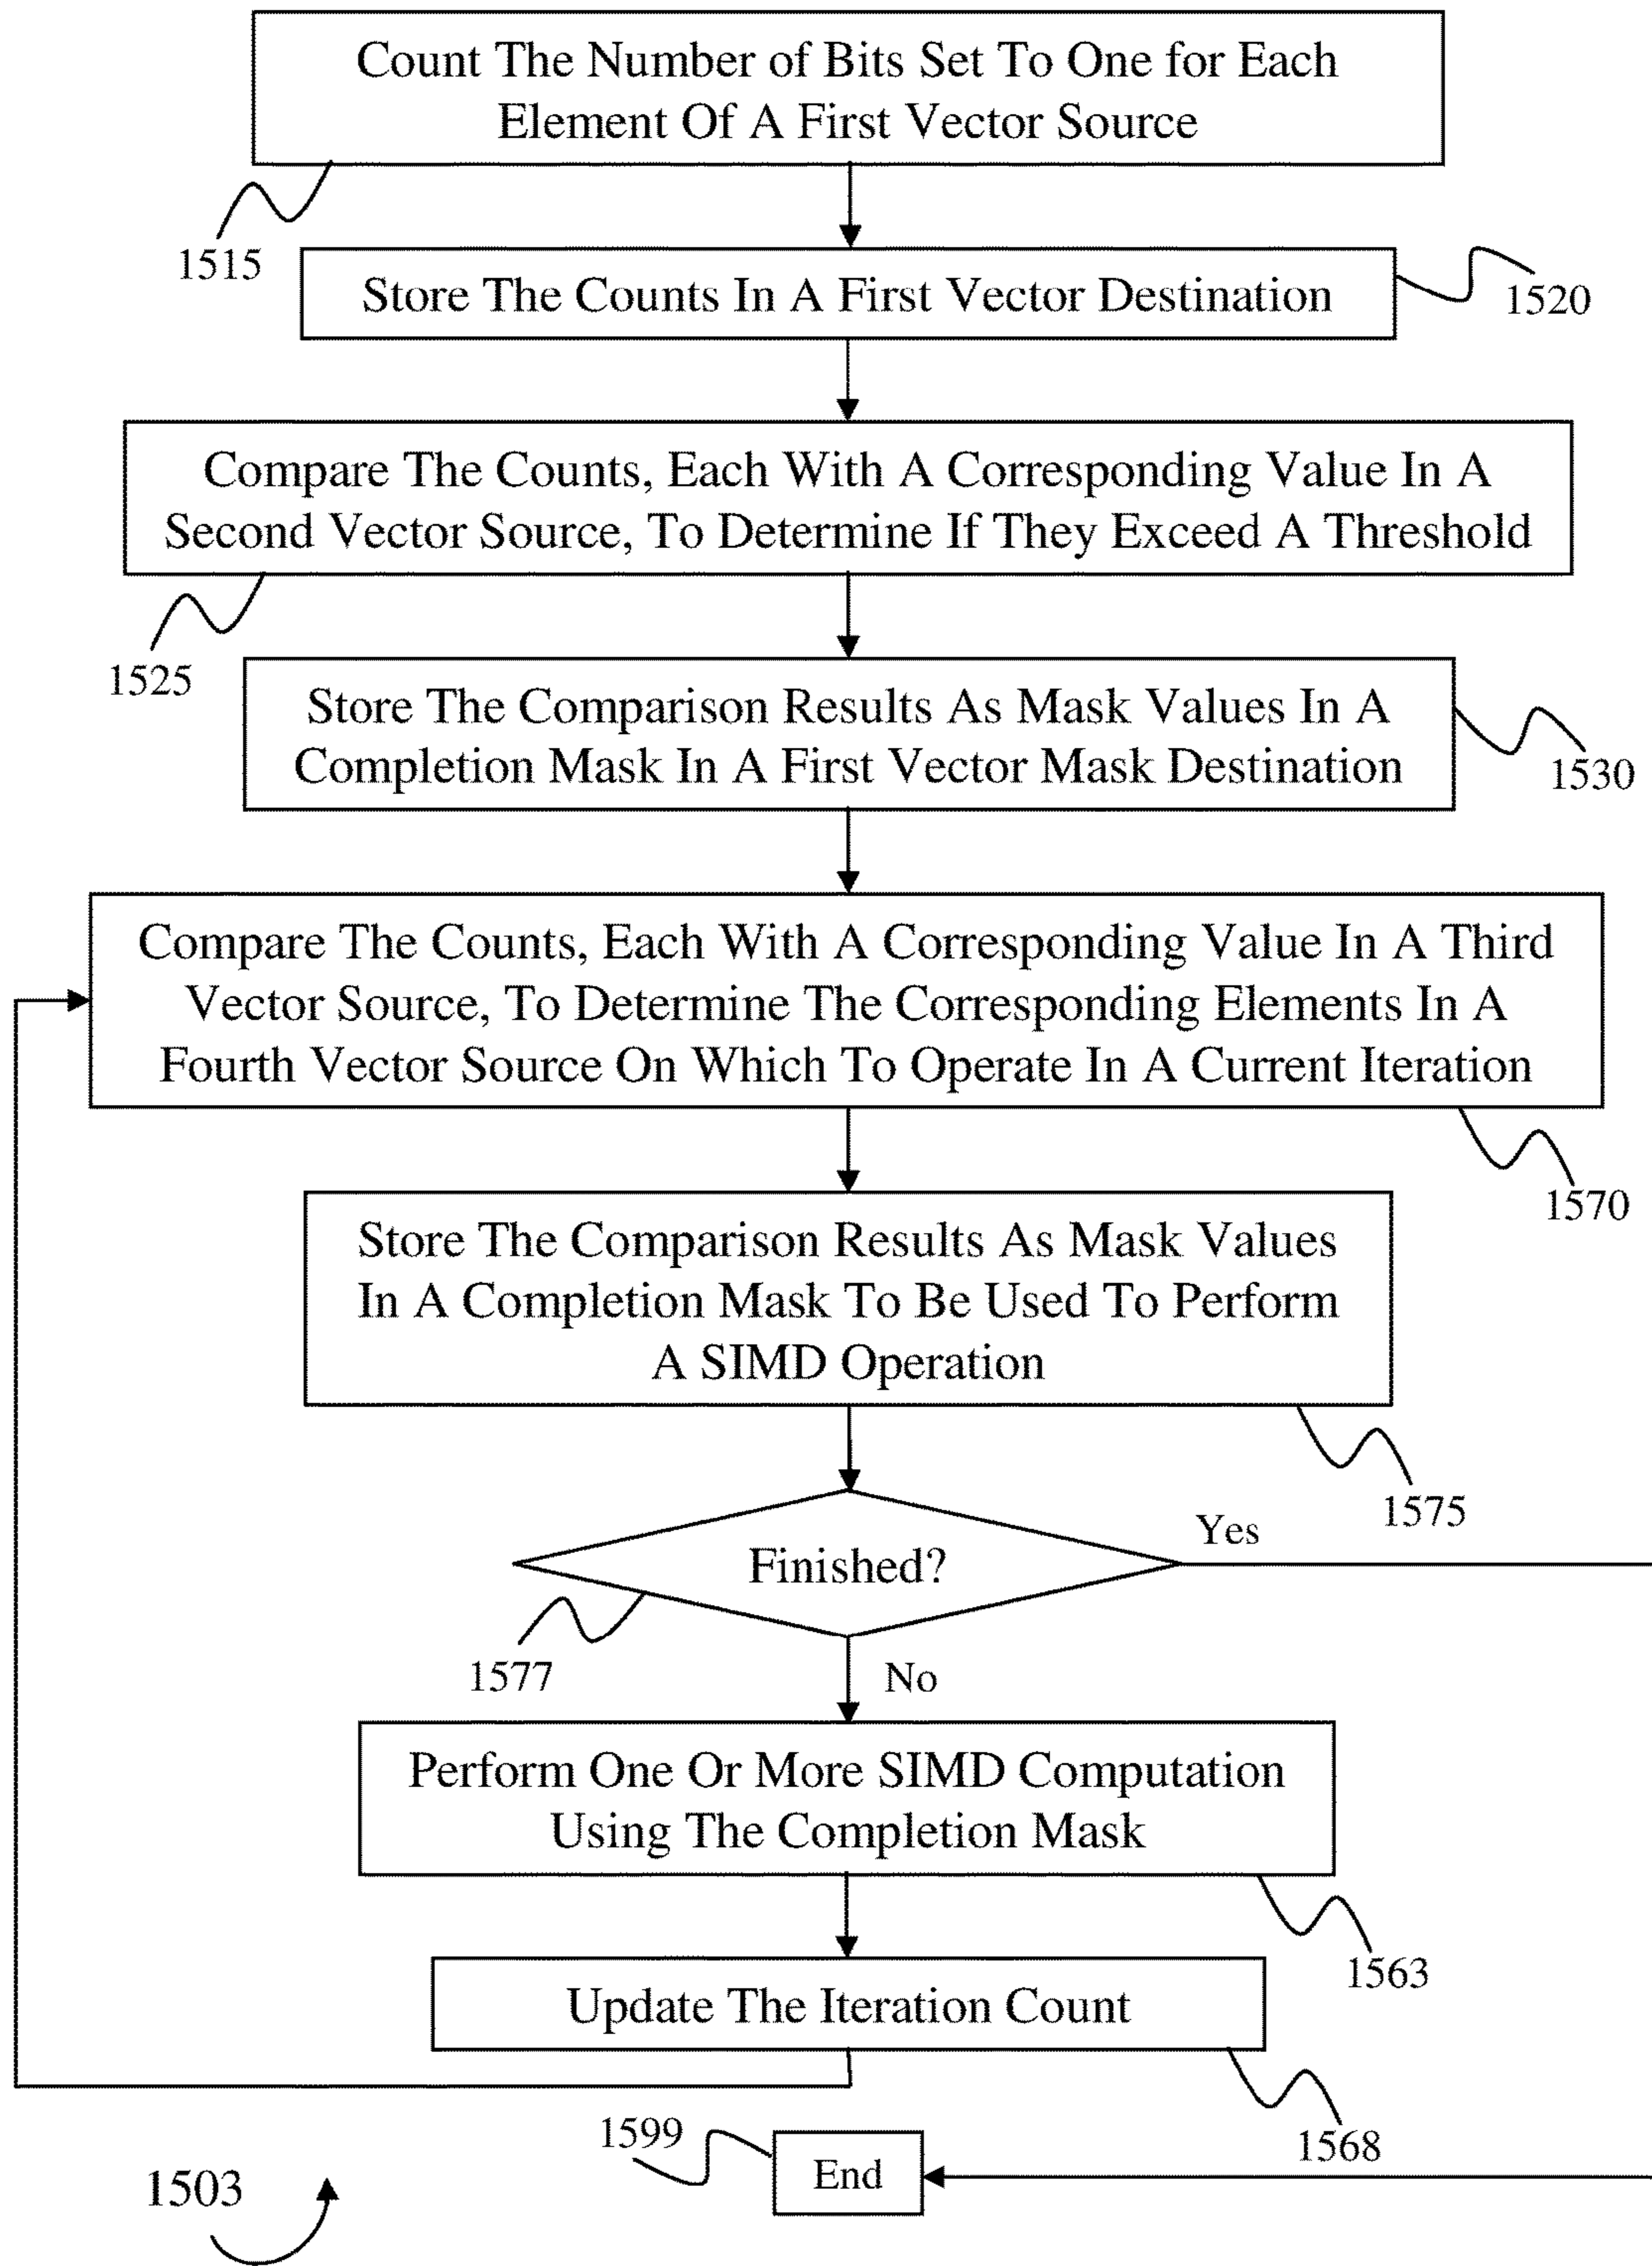 Count The Number of Bits Set To One for Each
Element Of A First Vector Source
1515
Store The Counts In A First Vector Destination
1520
Compare The Counts, Each With A Corresponding Value In A
Second Vector Source, To Determine If They Exceed A Threshold
1525
Store The Comparison Results As Mask Values In A
Completion Mask In A First Vector Mask Destination
1530
Compare The Counts, Each With A Corresponding Value In A Third
Vector Source, To Determine The Corresponding Elements In A
Fourth Vector Source On Which To Operate In A Current Iteration
1570
Store The Comparison Results As Mask Values
In A Completion Mask To Be Used To Perform
A SIMD Operation
1575
Yes
Finished?
1577
No
Perform One Or More SIMD Computation
Using The Completion Mask
1563
Update The Iteration Count
1568
1599
End
1503